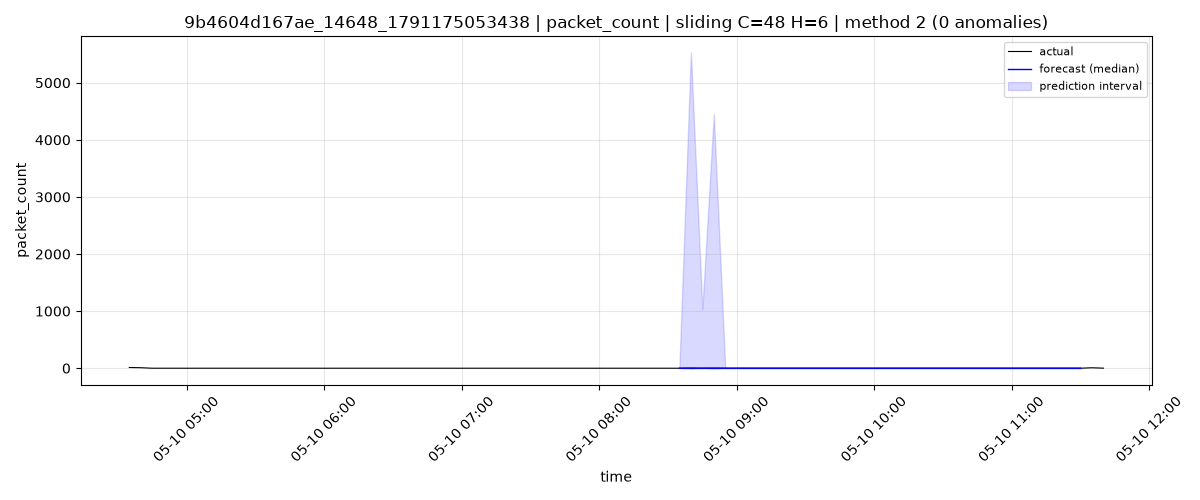 9b4604d167ae_14648_1791175053438 | packet_count | sliding C=48 H=6 | method 2 (0 anomalies)
actual
forecast (median)
prediction interval
packet_count
5000
4000
3000
2000
1000
0
05-10 05:00
05-10 06:00
05-10 07:00
05-10 08:00
05-10 09:00
05-10 10:00
05-10 11:00
05-10 12:00
time